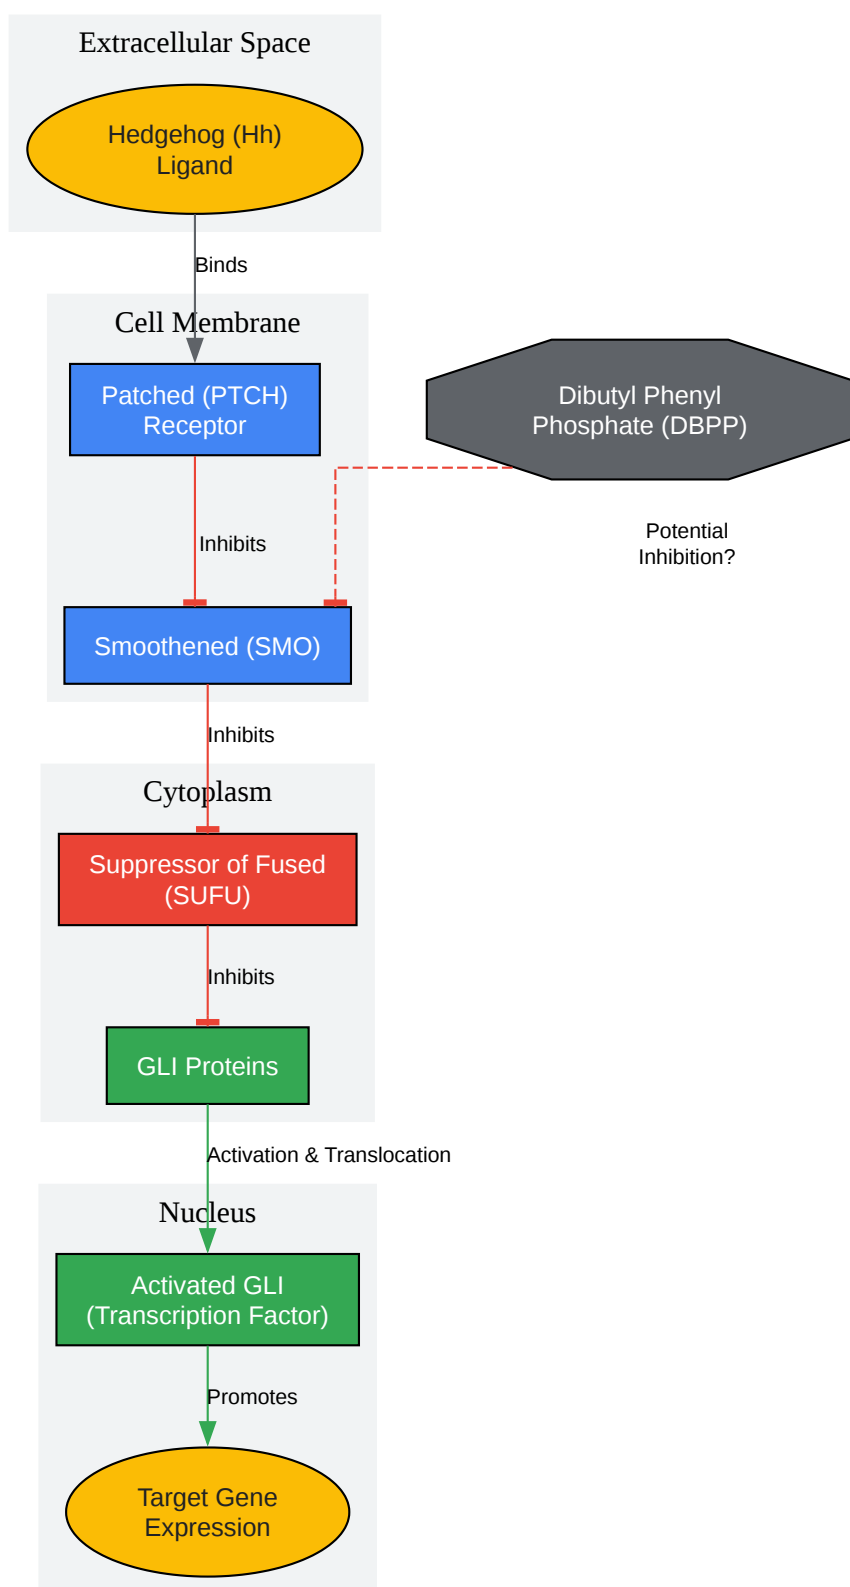 Extracellular Space
Hedgehog (Hh)
Ligand
Binds
Cell Membrane
Patched (PTCH)
Receptor
Dibutyl Phenyl
Phosphate (DBPP)
Inhibits
Potential
Inhibition?
Smoothened (SMO)
Inhibits
Cytoplasm
Suppressor of Fused
(SUFU)
Inhibits
GLI Proteins
Activation & Translocation
Nucleus
Activated GLI
(Transcription Factor)
Promotes
Target Gene
Expression